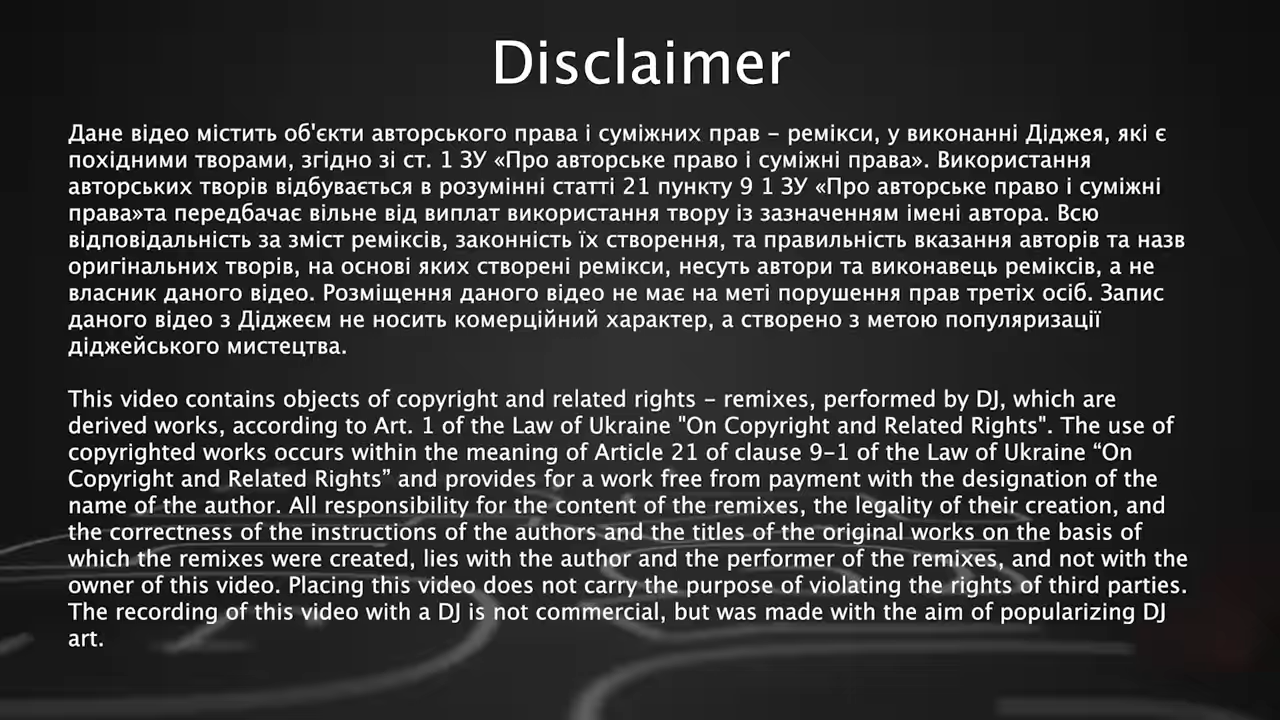 Disclaimer
Дане відео містить об'єкти авторського права і суміжних прав – ремікси, у виконанні Діджея, які є
похідними творами, згідно зі ст. 1 ЗУ «Про авторське право і суміжні права». Використання
авторських творів відбувається в розумінні статті 21 пункту 9 1 ЗУ «Про авторське право і суміжні
права»та передбачає вільне від виплат використання твору із зазначенням імені автора. Всю
відповідальність за зміст реміксів, законність їх створення, та правильність вказання авторів та назв
оригінальних творів, на основі яких створені ремікси, несуть автори та виконавець реміксів, а не
власник даного відео. Розміщення даного відео не має на меті порушення прав третіх осіб. Запис
даного відео з Діджеєм не носить комерційний характер, а створено з метою популяризації
діджейського мистецтва.
This video contains objects of copyright and related rights – remixes, performed by DJ, which are
derived works, according to Art. 1 of the Law of Ukraine "On Copyright and Related Rights". The use of
copyrighted works occurs within the meaning of Article 21 of clause 9–1 of the Law of Ukraine “On
Copyright and Related Rights” and provides for a work free from payment with the designation of the
name of the author. All responsibility for the content of the remixes, the legality of their creation, and
the correctness of the instructions of the authors and the titles of the original works on the basis of
which the remixes were created, lies with the author and the performer of the remixes, and not with the
owner of this video. Placing this video does not carry the purpose of violating the rights of third parties.
The recording of this video with a DJ is not commercial, but was made with the aim of popularizing DJ
art.